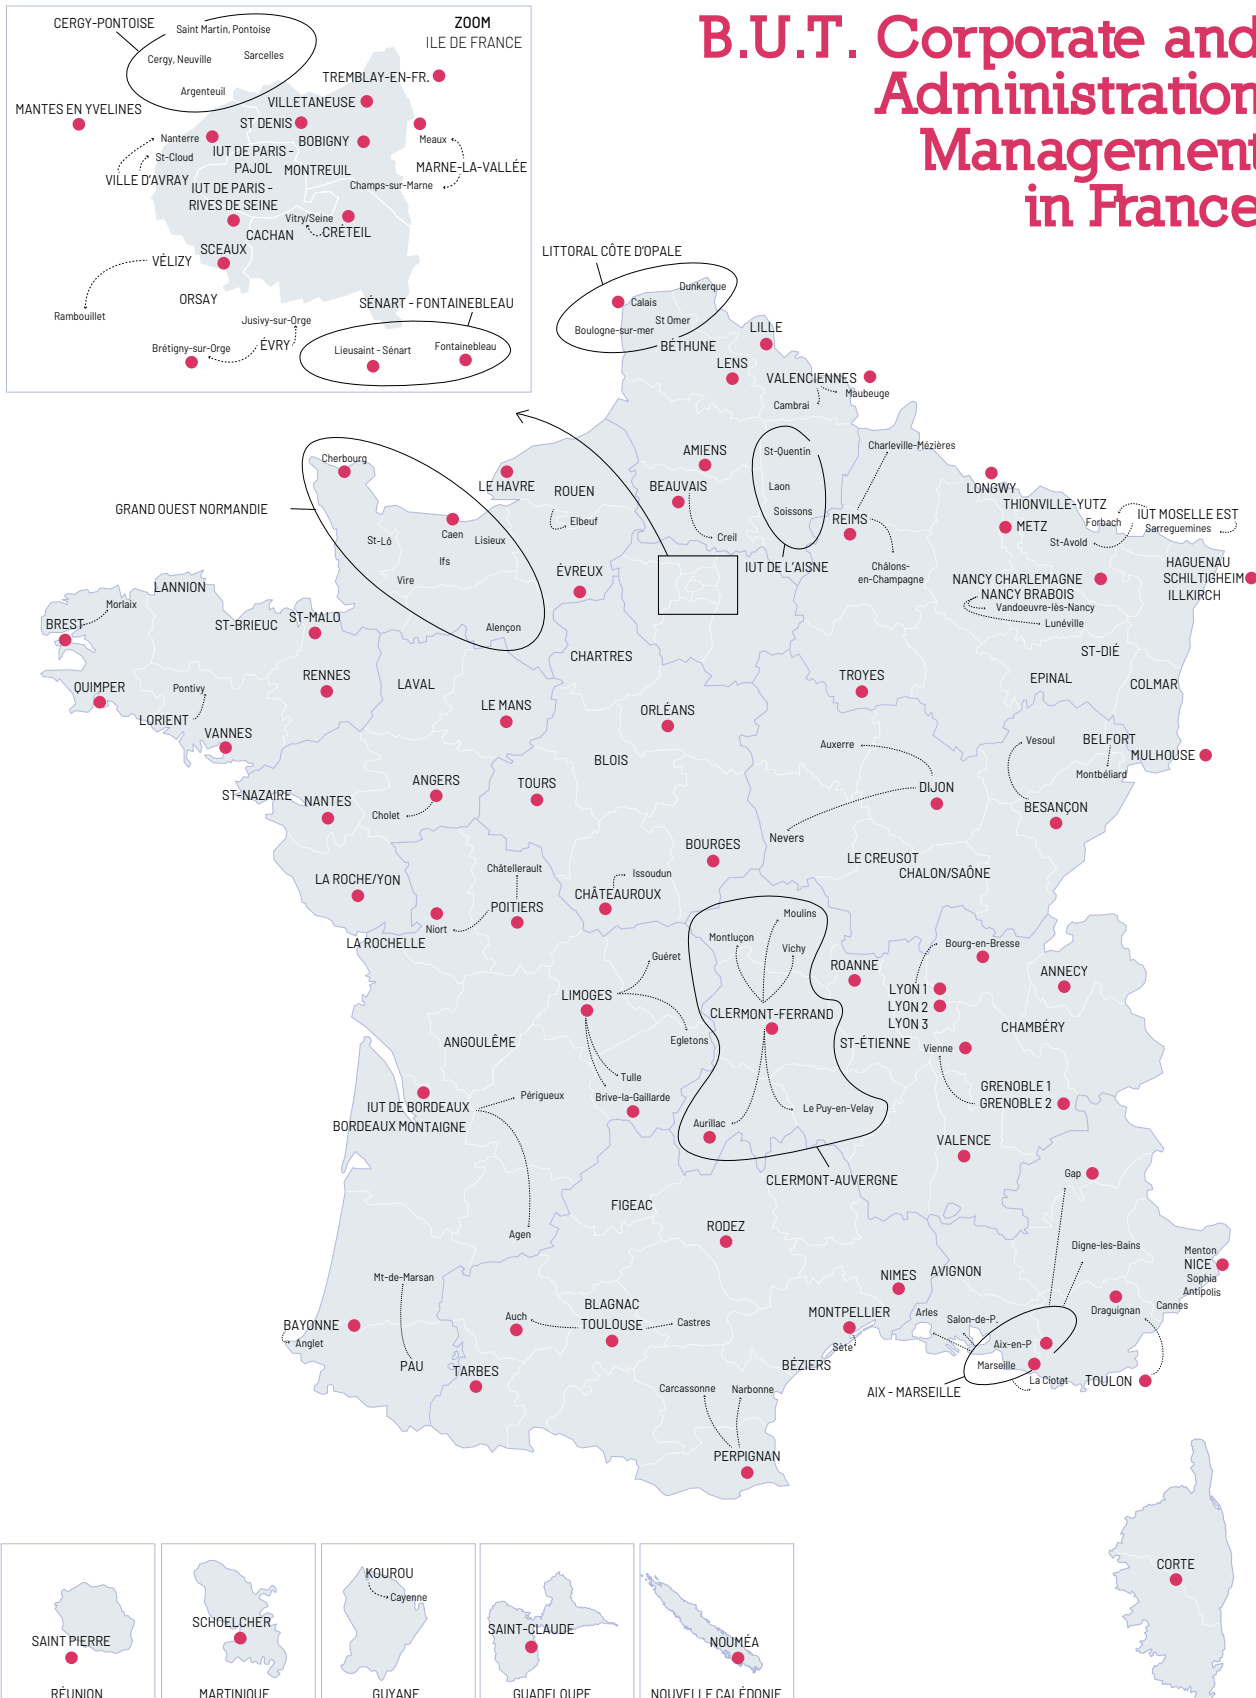 B.U.T. Corporate and
Administration
Management
in France
CERGY-PONTOISE
Saint Martin, Pontoise
Cergy, Neuville
Sarcelles
Argenteuil
ZOOM
ILE DE FRANCE
TREMBLAY-EN-FR.
VILLETANEUSE
MANTES EN YVELINES
ST DENIS
BOBIGNY
Nanterre
St-Cloud
VILLE D'AVRAY
IUT DE PARIS -
PAJOL
MONTREUIL
Meaux
MARNE-LA-VALLÉE
Champs-sur-Marne
IUT DE PARIS -
RIVES DE SEINE
Vitry/Seine
CRÉTEIL
CACHAN
SCEAUX
VÉLIZY
ORSAY
Rambouillet
SÉNART - FONTAINEBLEAU
Jusivy-sur-Orge
ÉVRY
Brétigny-sur-Orge
Lieusaint - Sénart
Fontainebleau
LITTORAL CÔTE D'OPALE
Dunkerque
Calais
St Omer
Boulogne-sur-mer
BÉTHUNE
LILLE
LENS
VALENCIENNES
Maubeuge
Cambrai
AMIENS
St-Quentin
Charleville-Mézières
BEAUVAIS
Laon
Soissons
Creil
REIMS
IUT DE L'AISNE
Châlons-
en-Champagne
Cherbourg
GRAND OUEST NORMANDIE
LE HAVRE
ROUEN
Elbeuf
Caen
Lisieux
St-Lô
Ifs
Vire
Alençon
ÉVREUX
LONGWY
THIONVILLE-YUTZ
METZ
Forbach
IUT MOSELLE EST
Sarreguemines
St-Avold
HAGUENAU
SCHILTIGHEIM
ILLKIRCH
NANCY CHARLEMAGNE
NANCY BRABOIS
Vandoeuvre-lès-Nancy
Lunéville
ST-DIÉ
EPINAL
COLMAR
LANNION
Morlaix
BREST
ST-BRIEUC
ST-MALO
QUIMPER
Pontivy
LORIENT
VANNES
RENNES
LAVAL
LE MANS
CHARTRES
ORLÉANS
BLOIS
TROYES
Auxerre
DIJON
Nevers
Vesoul
BELFORT
Montbéliard
MULHOUSE
BESANÇON
ST-NAZAIRE
NANTES
ANGERS
Cholet
TOURS
BOURGES
LE CREUSOT
CHALON/SAÔNE
LA ROCHE/YON
Châtellerault
POITIERS
Niort
LA ROCHELLE
Issoudun
CHÂTEAUROUX
Moulins
Montluçon
Vichy
CLERMONT-FERRAND
Aurillac
Le Puy-en-Velay
CLERMONT-AUVERGNE
Guéret
LIMOGES
Egletons
Tulle
Brive-la-Gaillarde
ANGOULÊME
ROANNE
Bourg-en-Bresse
LYON 1
LYON 2
LYON 3
ANNECY
CHAMBÉRY
ST-ÉTIENNE
Vienne
GRENOBLE 1
GRENOBLE 2
VALENCE
IUT DE BORDEAUX
BORDEAUX MONTAIGNE
Périgueux
Agen
FIGEAC
RODEZ
Gap
Digne-les-Bains
Menton
NICE
Sophia
Antipolis
Cannes
Draguignan
Mt-de-Marsan
BAYONNE
Anglet
PAU
TARBES
Auch
BLAGNAC
TOULOUSE
Castres
NIMES
AVIGNON
MONTPELLIER
Sète
BÉZIERS
Arles
Salon-de-P.
Aix-en-P
Marseille
La Ciotat
AIX - MARSEILLE
TOULON
Carcassonne
Narbonne
PERPIGNAN
CORTE
SAINT PIERRE
RÉUNION
SCHOELCHER
MARTINIQUE
KOUROU
Cayenne
GUYANE
SAINT-CLAUDE
GUADELOUPE
NOUMÉA
NOUVELLE CALÉDONIE